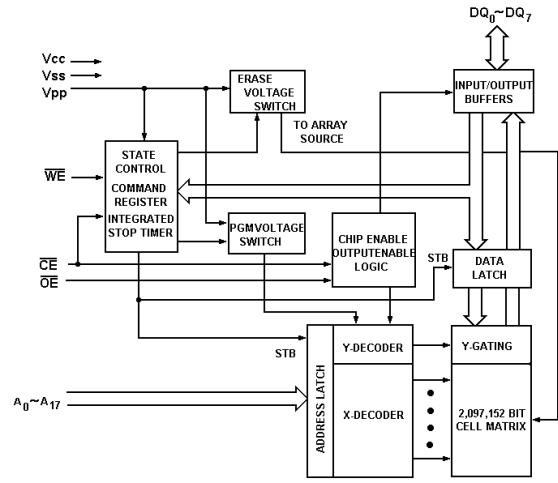 DQ0~DQ7
Vcc
Vss
Vpp
ERASE
VOLTAGE
SWITCH
INPUT/OUTPUT
BUFFERS
TO ARRAY
SOURCE
STATE
CONTROL
COMMAND
REGISTER
INTEGRATED
STOP TIMER
WE
PGMVOLTAGE
SWITCH
CHIP ENABLE
OUTPUTENABLE
LOGIC
CE
OE
STB
DATA
LATCH
STB
ADDRESS LATCH
Y-DECODER
Y-GATING
A0~A17
X-DECODER
2,097,152 BIT
CELL MATRIX